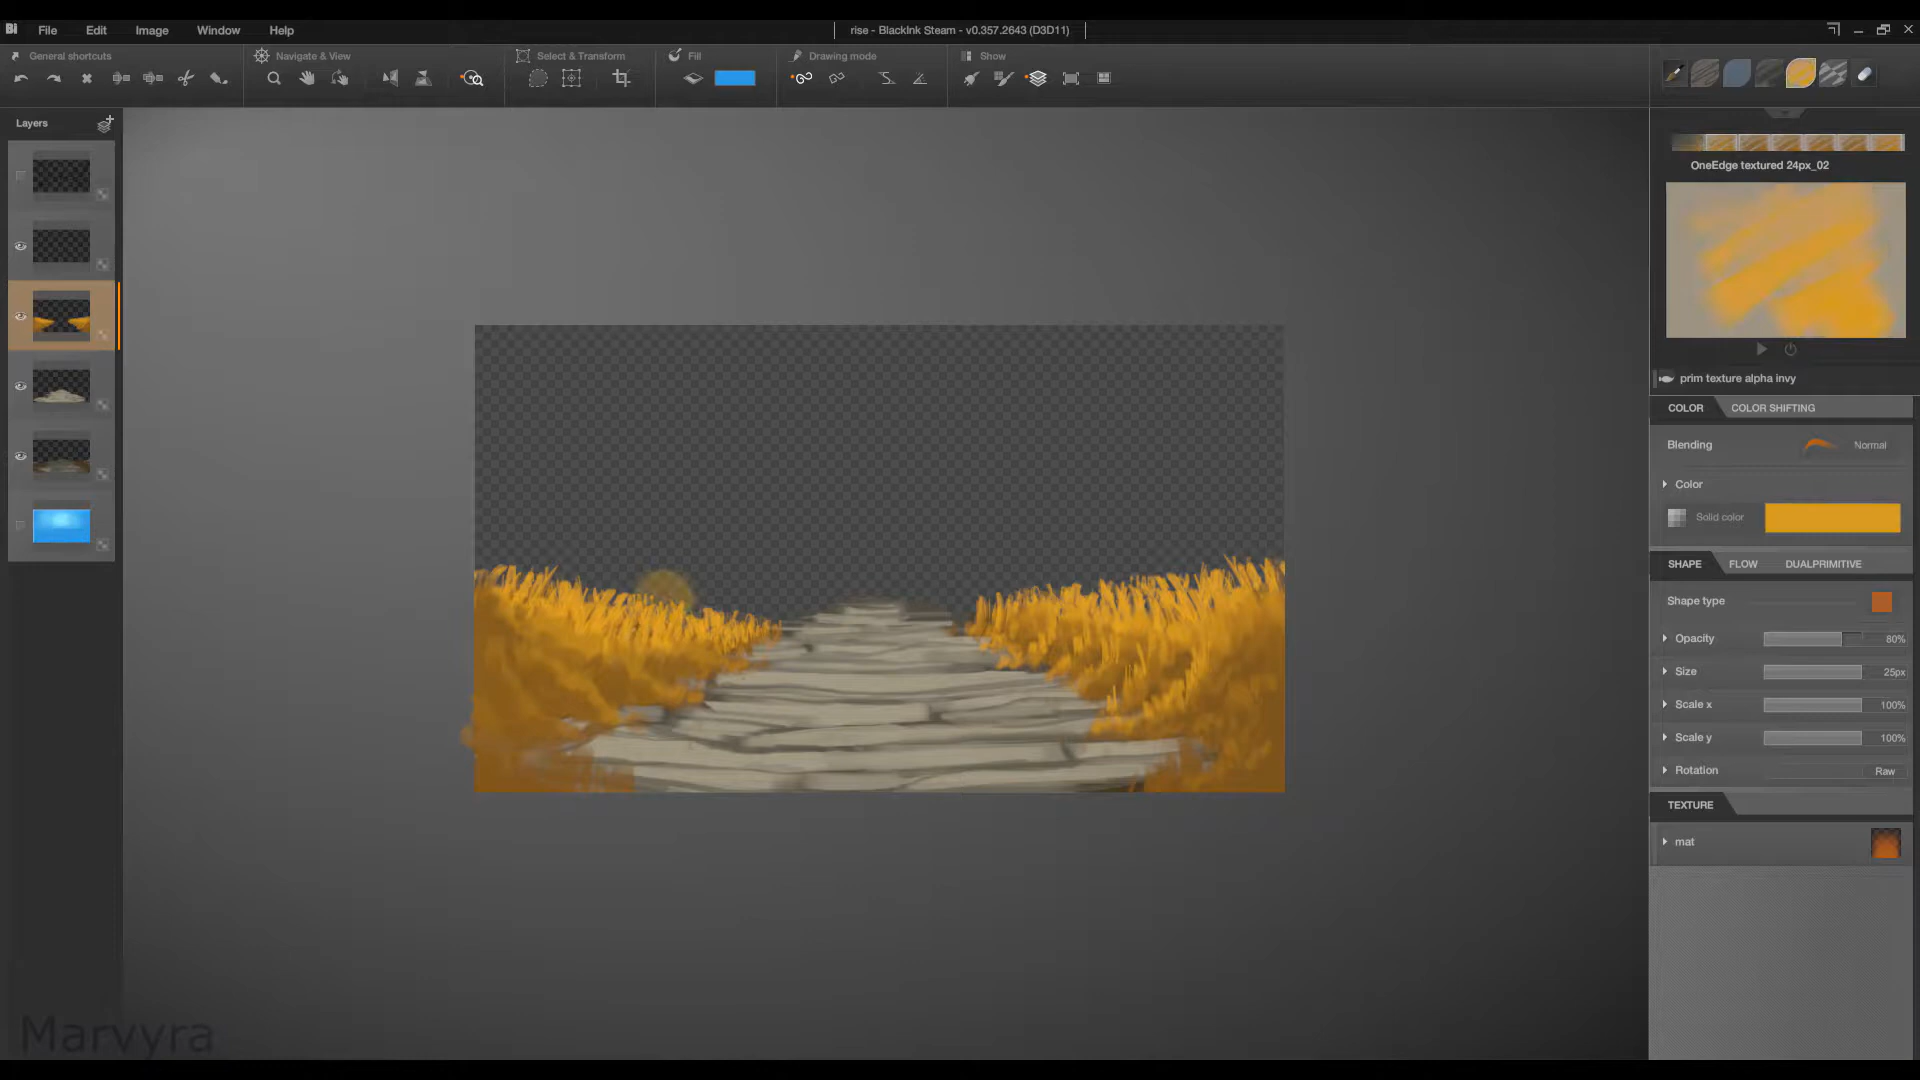 Bi File Edit Image Window Help
rise - BlackInk Steam - v0.357.2643 (D3D11)
General shortcuts
Navigate & View
Select & Transform
Fill
Drawing mode
Show
Layers
OneEdge textured 24px_02
prim texture alpha invy
COLOR COLOR SHIFTING
Blending Normal
Color
Solid color
SHAPE FLOW DUALPRIMITIVE
Shape type
Opacity 80%
Size 25px
Scale x 100%
Scale y 100%
Rotation Raw
TEXTURE
mat
Marvyra